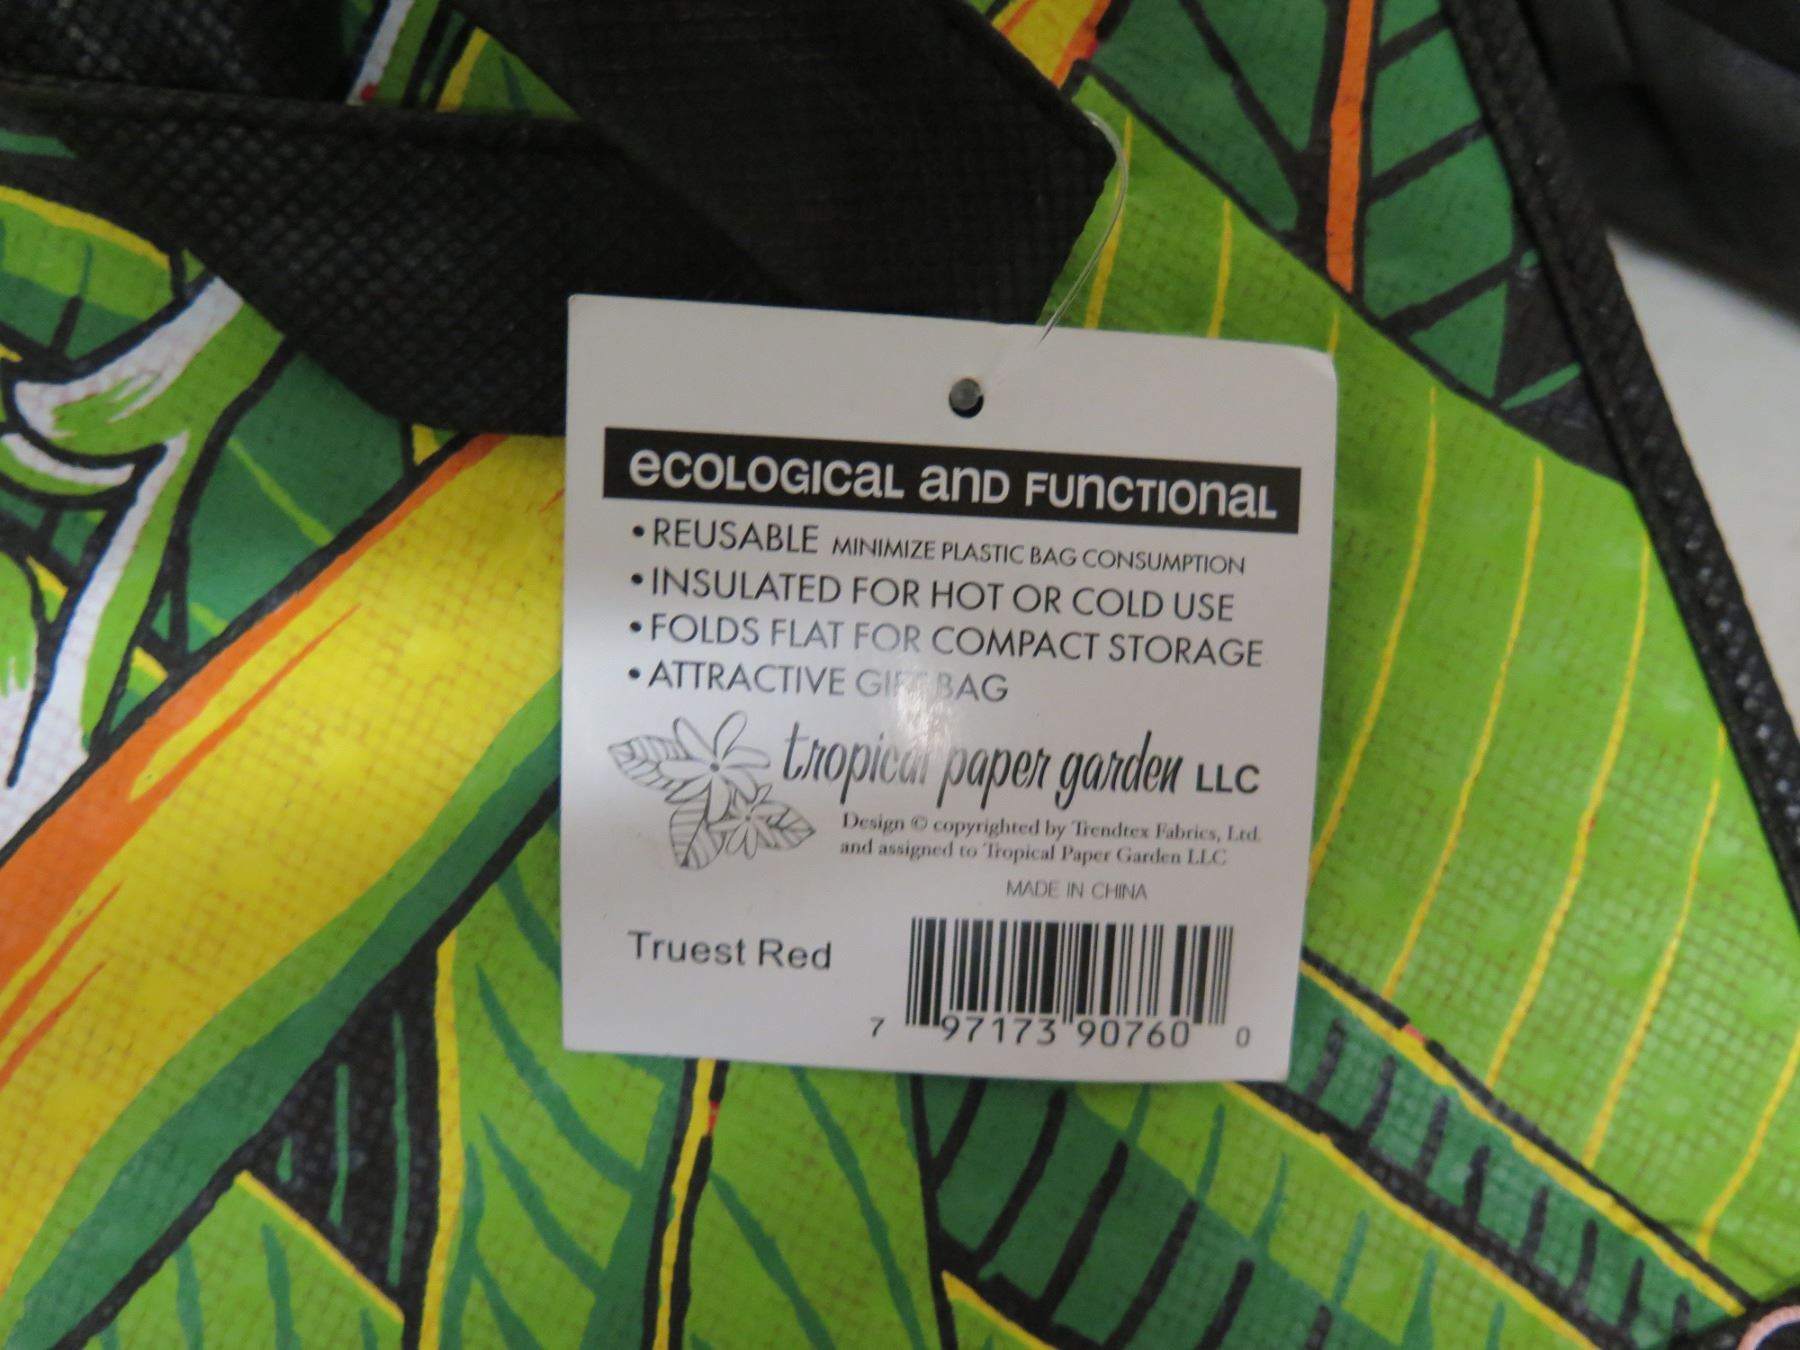 eCOLOGICaL anD FUnCTIOnaL
• REUSABLE MINIMIZE PLASTIC BAG CONSUMPTION
• INSULATED FOR HOT OR COLD USE
• FOLDS FLAT FOR COMPACT STORAGE
• ATTRACTIVE GIFT BAG
tropical paper garden LLC
Design © copyrighted by Trendtex Fabrics, Ltd.
and assigned to Tropical Paper Garden LLC
MADE IN CHINA
Truest Red
7 97173 90760 0